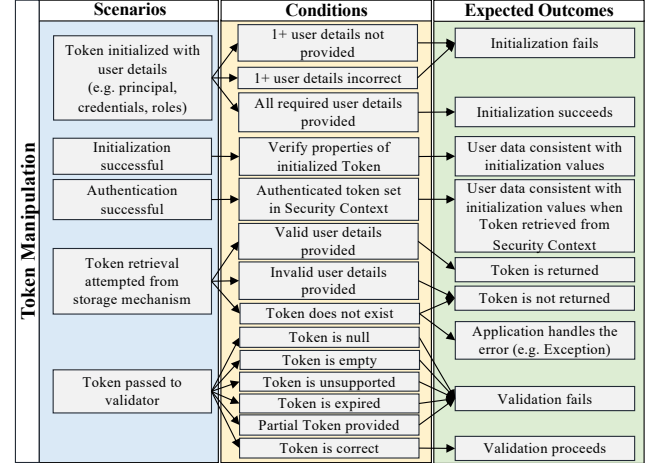 Scenarios
Conditions
Expected Outcomes
Token Manipulation
Token initialized with
user details
(e.g. principal,
credentials, roles)
1+ user details not
provided
1+ user details incorrect
All required user details
provided
Initialization fails
Initialization succeeds
Initialization
successful
Verify properties of
initialized Token
User data consistent with
initialization values
Authentication
successful
Authenticated token set
in Security Context
User data consistent with
initialization values when
Token retrieved from
Security Context
Token retrieval
attempted from
storage mechanism
Valid user details
provided
Invalid user details
provided
Token does not exist
Token is returned
Token is not returned
Application handles the
error (e.g. Exception)
Token passed to
validator
Token is null
Token is empty
Token is unsupported
Token is expired
Partial Token provided
Token is correct
Validation fails
Validation proceeds